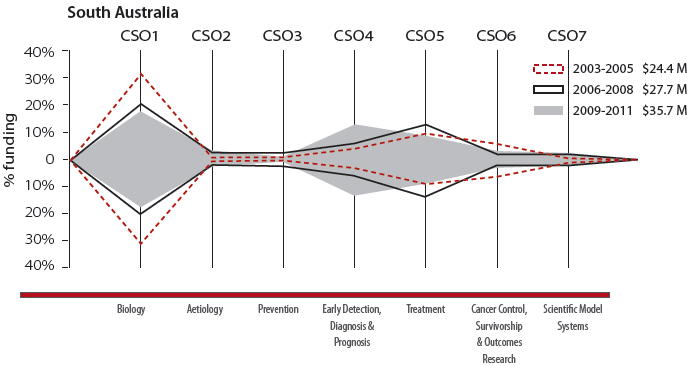 South Australia
CSO1 CSO2 CSO3 CSO4 CSO5 CSO6 CSO7
% funding
40%
30%
20%
10%
0
10%
20%
30%
40%
2003-2005 $24.4 M
2006-2008 $27.7 M
2009-2011 $35.7 M
Biology
Aetiology
Prevention
Early Detection,
Diagnosis &
Prognosis
Treatment
Cancer Control,
Survivorship
& Outcomes
Research
Scientific Model
Systems